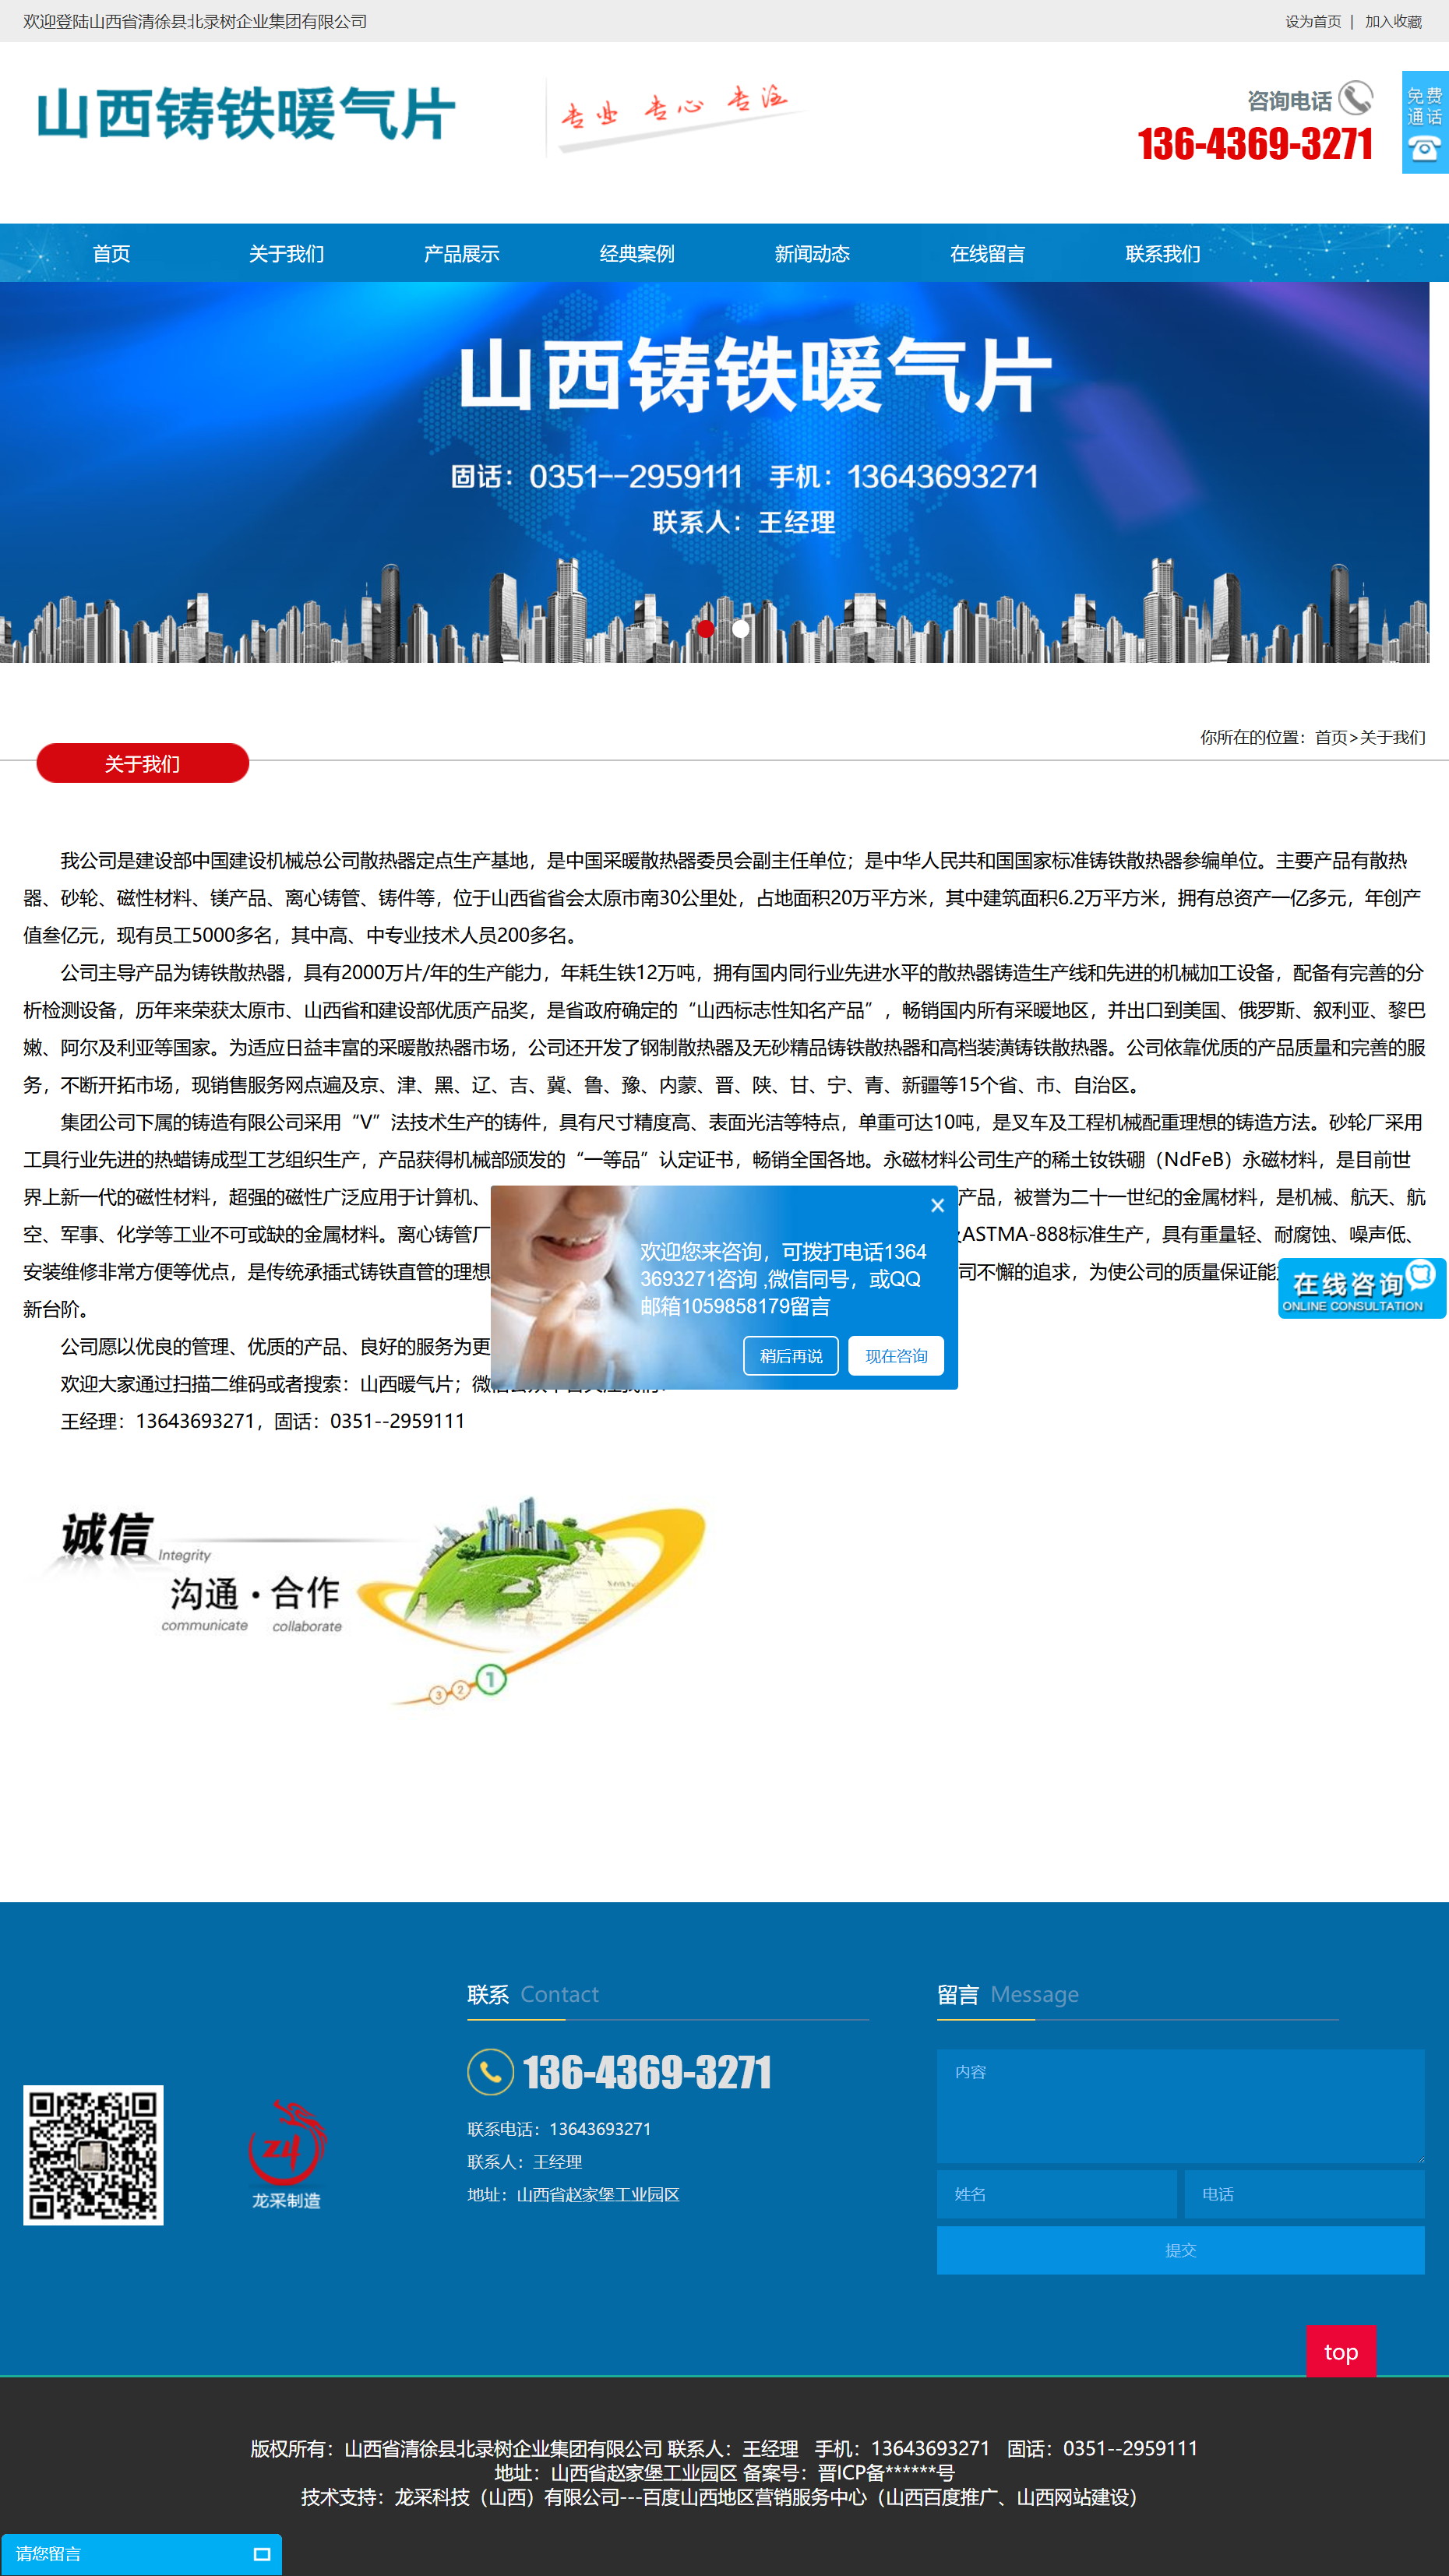 欢迎登陆山西省清徐县北录树企业集团有限公司
设为首页 | 加入收藏
山西铸铁暖气片
专业 专心 专注
咨询电话
136-4369-3271
免费
通话
首页 关于我们 产品展示 经典案例 新闻动态 在线留言 联系我们
山西铸铁暖气片
固话：0351--2959111 手机：13643693271
联系人：王经理
你所在的位置：首页>关于我们
关于我们
我公司是建设部中国建设机械总公司散热器定点生产基地，是中国采暖散热器委员会副主任单位；是中华人民共和国国家标准铸铁散热器参编单位。主要产品有散热
器、砂轮、磁性材料、镁产品、离心铸管、铸件等，位于山西省省会太原市南30公里处，占地面积20万平方米，其中建筑面积6.2万平方米，拥有总资产一亿多元，年创产
值叁亿元，现有员工5000多名，其中高、中专业技术人员200多名。
公司主导产品为铸铁散热器，具有2000万片/年的生产能力，年耗生铁12万吨，拥有国内同行业先进水平的散热器铸造生产线和先进的机械加工设备，配备有完善的分
析检测设备，历年来荣获太原市、山西省和建设部优质产品奖，是省政府确定的“山西标志性知名产品”，畅销国内所有采暖地区，并出口到美国、俄罗斯、叙利亚、黎巴
嫩、阿尔及利亚等国家。为适应日益丰富的采暖散热器市场，公司还开发了钢制散热器及无砂精品铸铁散热器和高档装潢铸铁散热器。公司依靠优质的产品质量和完善的服
务，不断开拓市场，现销售服务网点遍及京、津、黑、辽、吉、冀、鲁、豫、内蒙、晋、陕、甘、宁、青、新疆等15个省、市、自治区。
集团公司下属的铸造有限公司采用“V”法技术生产的铸件，具有尺寸精度高、表面光洁等特点，单重可达10吨，是叉车及工程机械配重理想的铸造方法。砂轮厂采用
工具行业先进的热蜡铸成型工艺组织生产，产品获得机械部颁发的“一等品”认定证书，畅销全国各地。永磁材料公司生产的稀土钕铁硼（NdFeB）永磁材料，是目前世
界上新一代的磁性材料，超强的磁性广泛应用于计算机、 产品，被誉为二十一世纪的金属材料，是机械、航天、航
空、军事、化学等工业不可或缺的金属材料。离心铸管厂 ASTMA-888标准生产，具有重量轻、耐腐蚀、噪声低、
安装维修非常方便等优点，是传统承插式铸铁直管的理想 司不懈的追求，为使公司的质量保证能
新台阶。
公司愿以优良的管理、优质的产品、良好的服务为更
欢迎大家通过扫描二维码或者搜索：山西暖气片；微
王经理：13643693271，固话：0351--2959111
欢迎您来咨询，可拨打电话1364
3693271咨询 ,微信同号，或QQ
邮箱1059858179留言
稍后再说 现在咨询
在线咨询
ONLINE CONSULTATION
诚信
Integrity
沟通·合作
communicate collaborate
3 2 1
联系 Contact
136-4369-3271
联系电话：13643693271
联系人：王经理
地址：山西省赵家堡工业园区
留言 Message
内容
姓名 电话
提交
龙采制造
top
版权所有：山西省清徐县北录树企业集团有限公司 联系人：王经理 手机：13643693271 固话：0351--2959111
地址：山西省赵家堡工业园区 备案号：晋ICP备******号
技术支持：龙采科技（山西）有限公司---百度山西地区营销服务中心（山西百度推广、山西网站建设）
请您留言